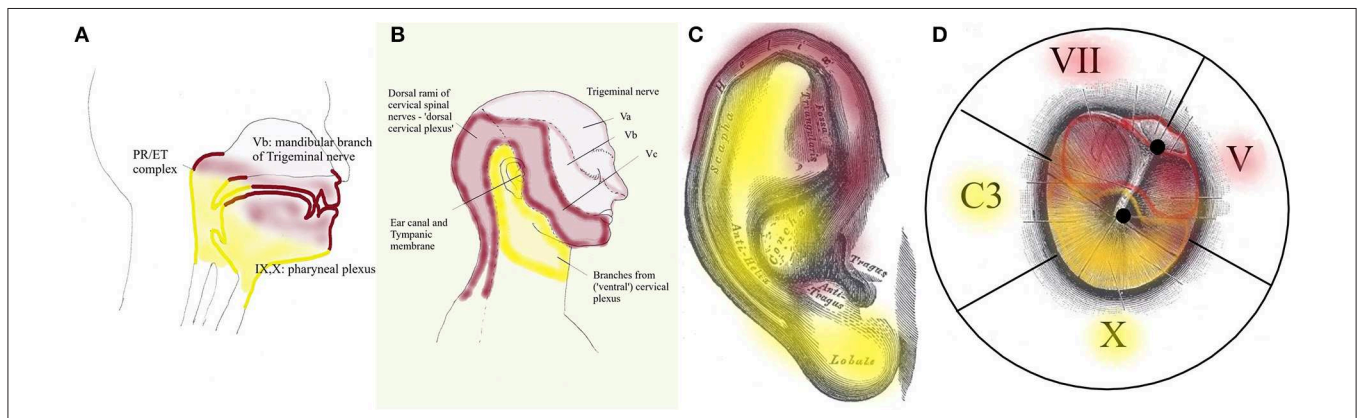 A
PR/ET
complex
Vb: mandibular branch
of Trigeminal nerve
IX,X: pharyneal plexus
B
Dorsal rami of
cervical spinal
nerves - 'dorsal
cervical plexus'
Trigeminal nerve
Va
Vb
Vc
Ear canal and
Tympanic
membrane
Branches from
('ventral') cervical
plexus
C
Helix
Fossa
Triangularis
Scapha
Anti-Helix
Concha
Tragus
Anti-
Tragus
Lobule
D
VII
V
C3
X